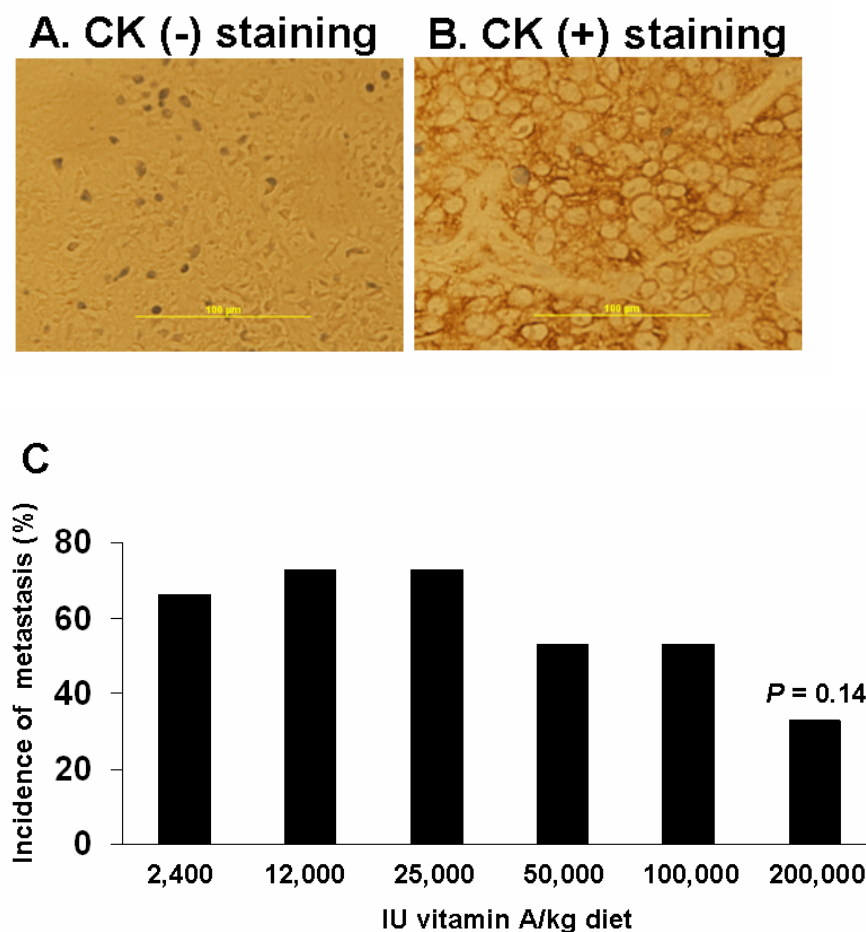 A. CK (-) staining
B. CK (+) staining
100 µm
100 µm
C
Incidence of metastasis (%)
80
60
40
20
0
P = 0.14
2,400 12,000 25,000 50,000 100,000 200,000
IU vitamin A/kg diet